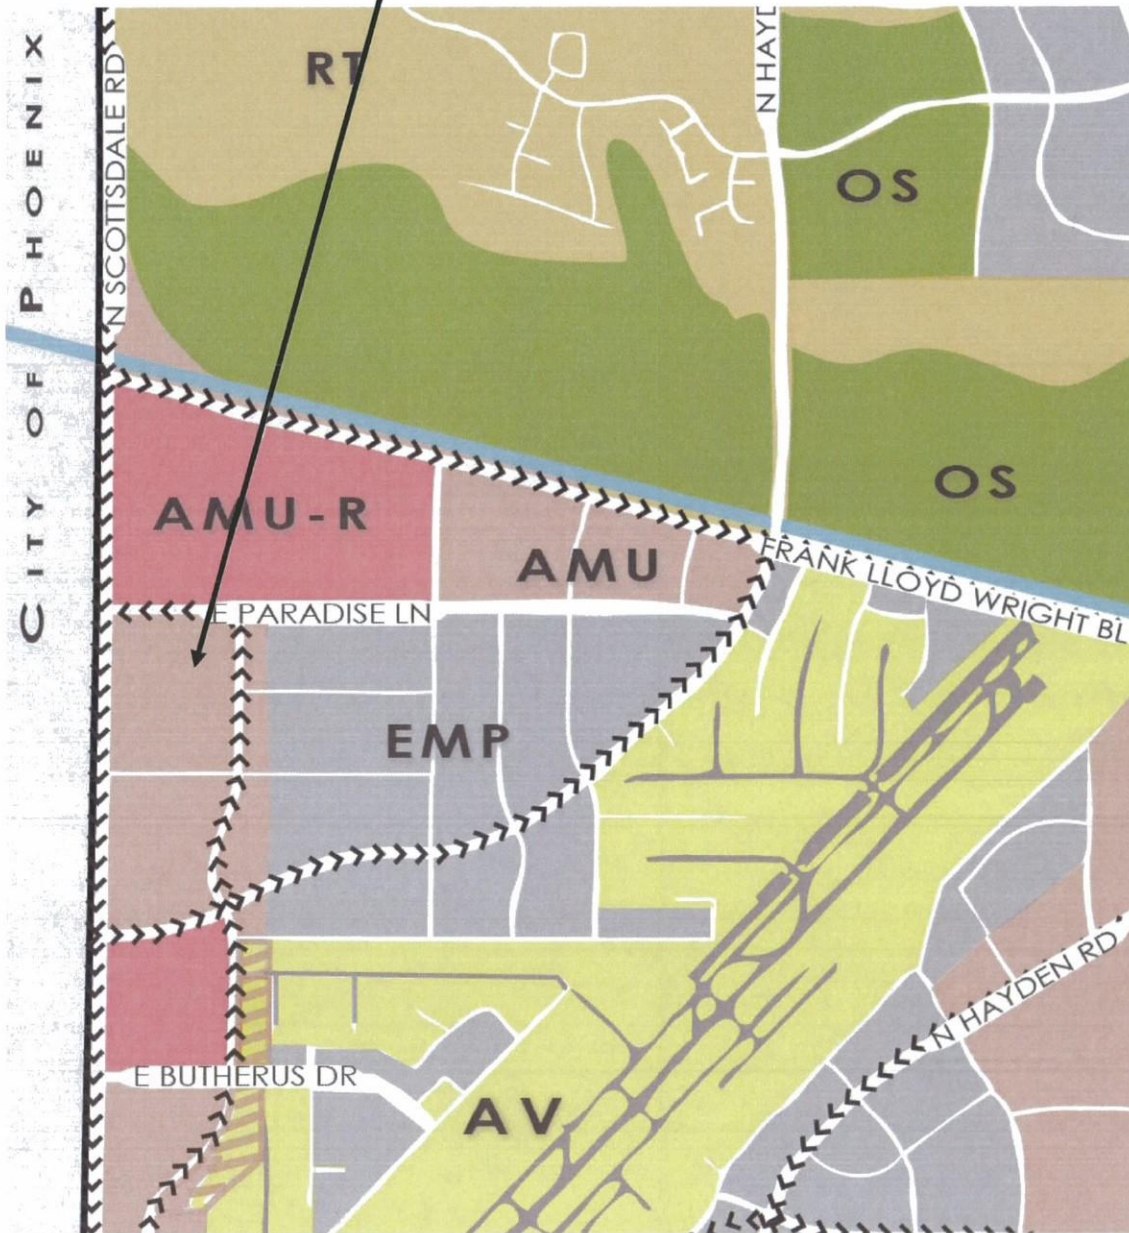 CITY OF PHOENIX
N SCOTTSDALE RD
RT
N HAYD
OS
OS
AMU-R
AMU
FRANK LLOYD WRIGHT BL
E PARADISE LN
EMP
N HAYDEN RD
E BUTHERUS DR
AV